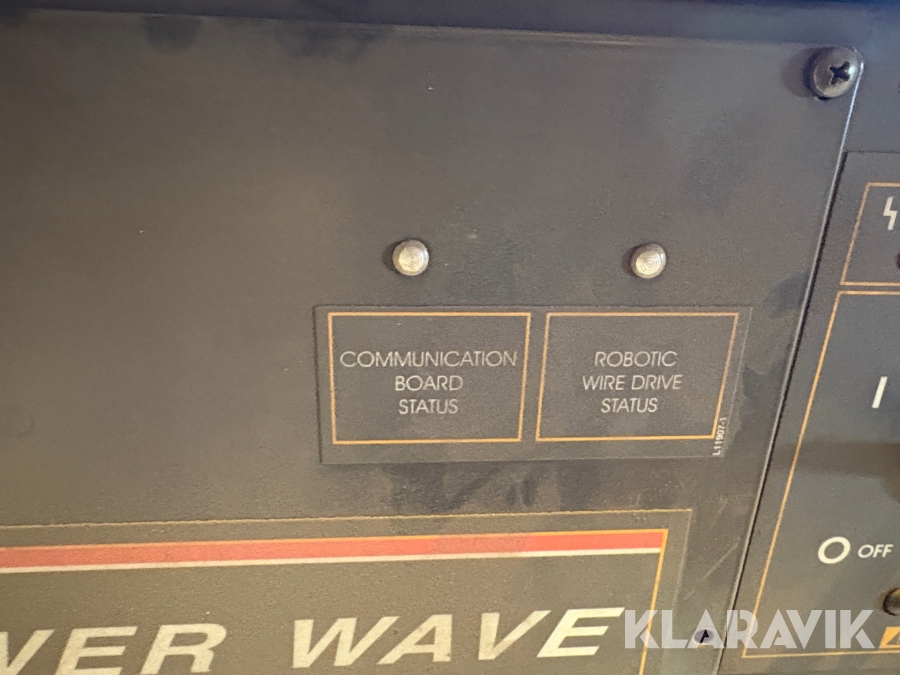 COMMUNICATION
BOARD
STATUS
ROBOTIC
WIRE DRIVE
STATUS
L11907-1
I
O OFF
WER WAVE
KLARAVIK